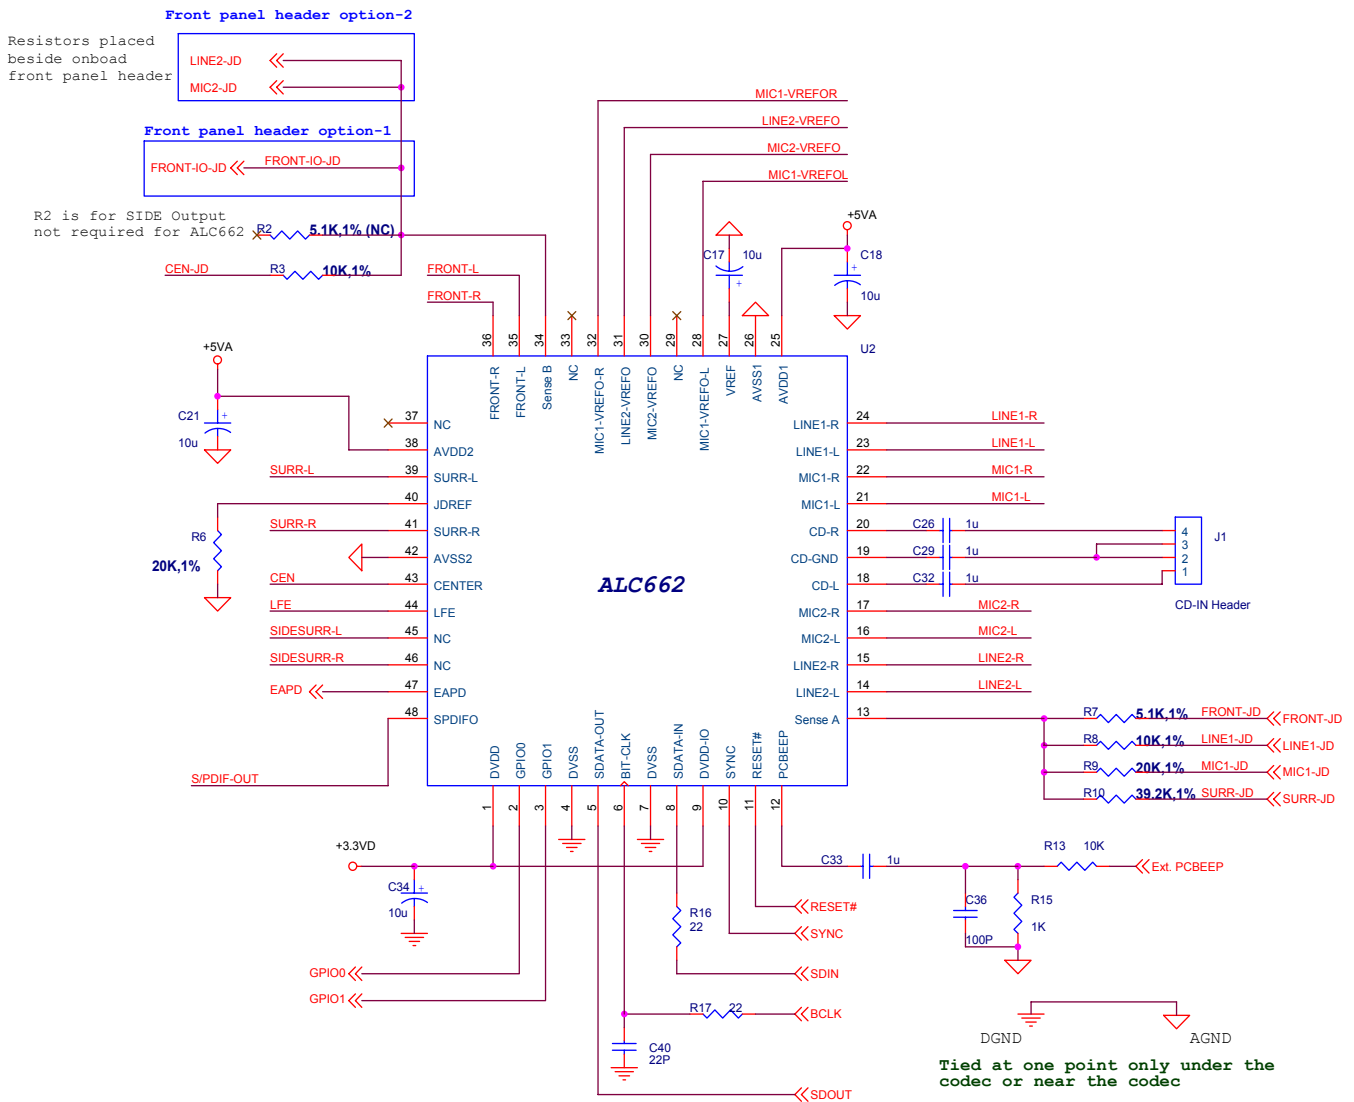 Front panel header option-2
Resistors placed
beside onboad
front panel header
LINE2-JD
MIC2-JD
Front panel header option-1
FRONT-IO-JD FRONT-IO-JD
R2 is for SIDE Output
not required for ALC662
R2 5.1K,1% (NC)
CEN-JD R3 10K,1%
MIC1-VREFOR
LINE2-VREFO
MIC2-VREFO
MIC1-VREFOL
+5VA
C17 10u
C18
10u
FRONT-L
FRONT-R
36 35 34 33 32 31 30 29 28 27 26 25
U2
FRONT-R FRONT-L Sense B NC MIC1-VREFO-R LINE2-VREFO MIC2-VREFO NC MIC1-VREFO-L VREF AVSS1 AVDD1
+5VA
C21
10u
37 NC
38 AVDD2
SURR-L 39 SURR-L
40 JDREF
SURR-R 41 SURR-R
R6
20K,1%
42 AVSS2
CEN 43 CENTER
LFE 44 LFE
SIDESURR-L 45 NC
SIDESURR-R 46 NC
EAPD 47 EAPD
48 SPDIFO
S/PDIF-OUT
ALC662
LINE1-R 24 LINE1-R
LINE1-L 23 LINE1-L
MIC1-R 22 MIC1-R
MIC1-L 21 MIC1-L
CD-R 20 C26 1u
CD-GND 19 C29 1u
CD-L 18 C32 1u
4
3
2
1
J1
CD-IN Header
MIC2-R 17 MIC2-R
MIC2-L 16 MIC2-L
LINE2-R 15 LINE2-R
LINE2-L 14 LINE2-L
Sense A 13
R7 5.1K,1% FRONT-JD FRONT-JD
R8 10K,1% LINE1-JD LINE1-JD
R9 20K,1% MIC1-JD MIC1-JD
R10 39.2K,1% SURR-JD SURR-JD
DVDD GPIO0 GPIO1 DVSS SDATA-OUT BIT-CLK DVSS SDATA-IN DVDD-IO SYNC RESET# PCBEEP
1 2 3 4 5 6 7 8 9 10 11 12
+3.3VD
C34
10u
C33 1u
R13 10K
Ext. PCBEEP
C36
100P
R15
1K
R16
22
RESET#
SYNC
SDIN
GPIO0
GPIO1
R17 22
BCLK
C40
22P
SDOUT
DGND AGND
Tied at one point only under the
codec or near the codec